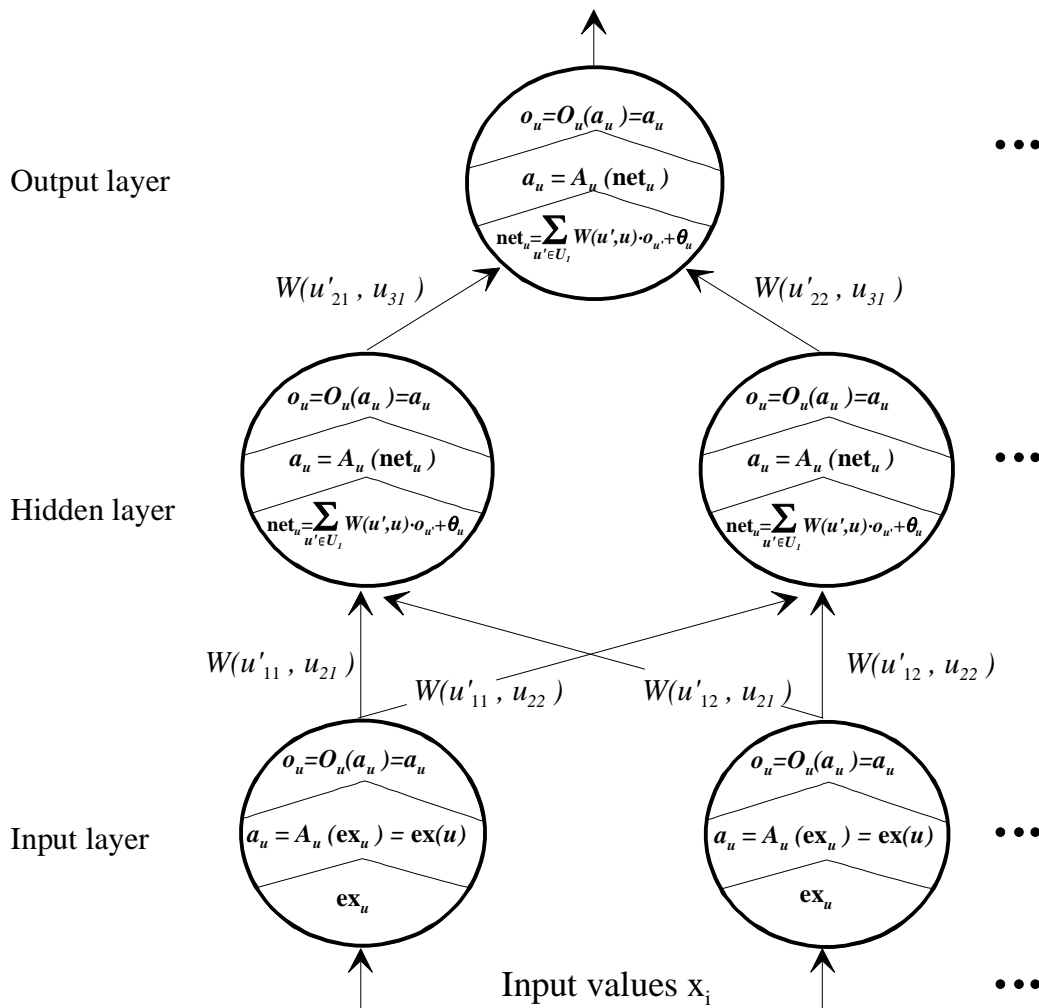 o_u=O_u(a_u)=a_u
•••
Output layer
a_u = A_u (net_u)
net_u=∑ W(u',u)·o_u'+θ_u
u'∈U_1
W(u'_21 , u_31 )
W(u'_22 , u_31 )
o_u=O_u(a_u)=a_u
o_u=O_u(a_u)=a_u
a_u = A_u (net_u)
a_u = A_u (net_u)
•••
Hidden layer
net_u=∑ W(u',u)·o_u'+θ_u
u'∈U_1
net_u=∑ W(u',u)·o_u'+θ_u
u'∈U_1
W(u'_11 , u_21 )
W(u'_11 , u_22 )
W(u'_12 , u_21 )
W(u'_12 , u_22 )
o_u=O_u(a_u)=a_u
o_u=O_u(a_u)=a_u
Input layer
a_u = A_u (ex_u) = ex(u)
a_u = A_u (ex_u) = ex(u)
•••
ex_u
ex_u
Input values x_i
•••